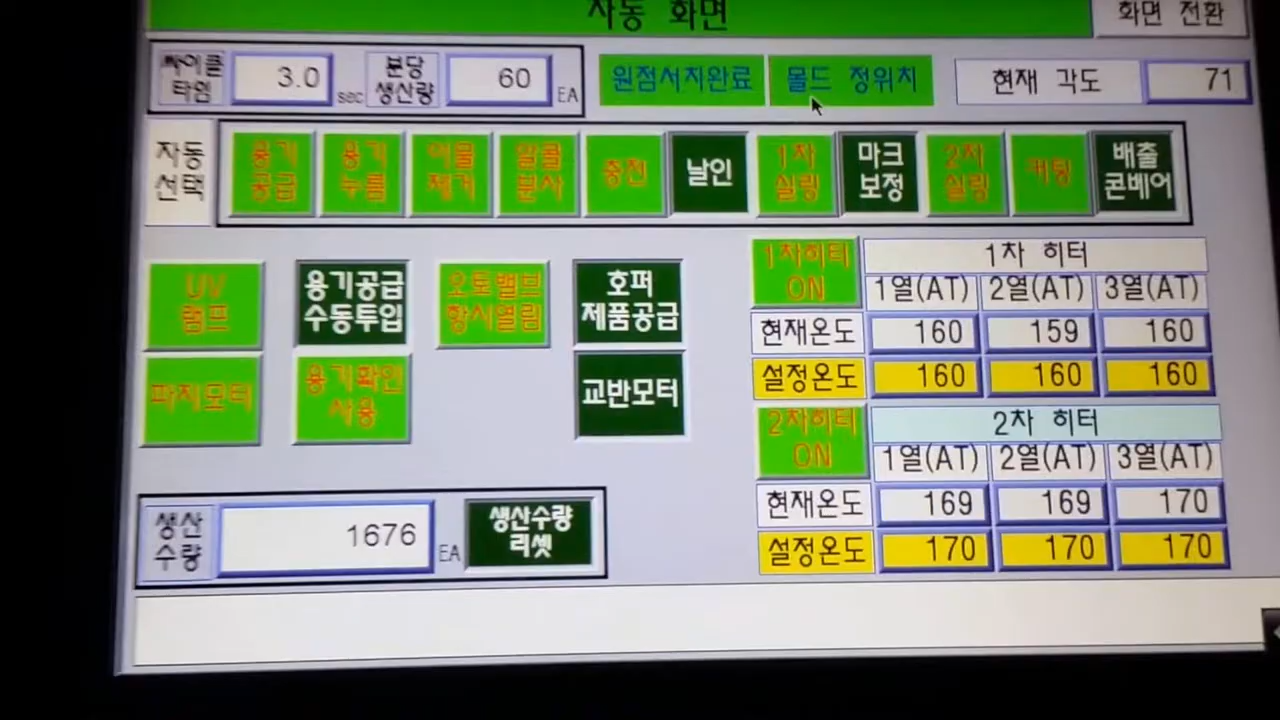 자동 화면
화면 전환
싸이클
타임
3.0
sec
분당
생산량
60
EA
원점서치완료
몰드 정위치
현재 각도
71
자동
선택
용기
공급
용기
누름
이물
제거
알콜
분사
충전
날인
1차
실링
마크
보정
2차
실링
커팅
배출
콘베어
UV
램프
용기공급
수동투입
오토밸브
항시열림
호퍼
제품공급
파지모터
용기확인
사용
교반모터
1차히터
ON
1차 히터
1열(AT) 2열(AT) 3열(AT)
현재온도 160 159 160
설정온도 160 160 160
2차히터
ON
2차 히터
1열(AT) 2열(AT) 3열(AT)
현재온도 169 169 170
설정온도 170 170 170
생산
수량
1676
EA
생산수량
리셋